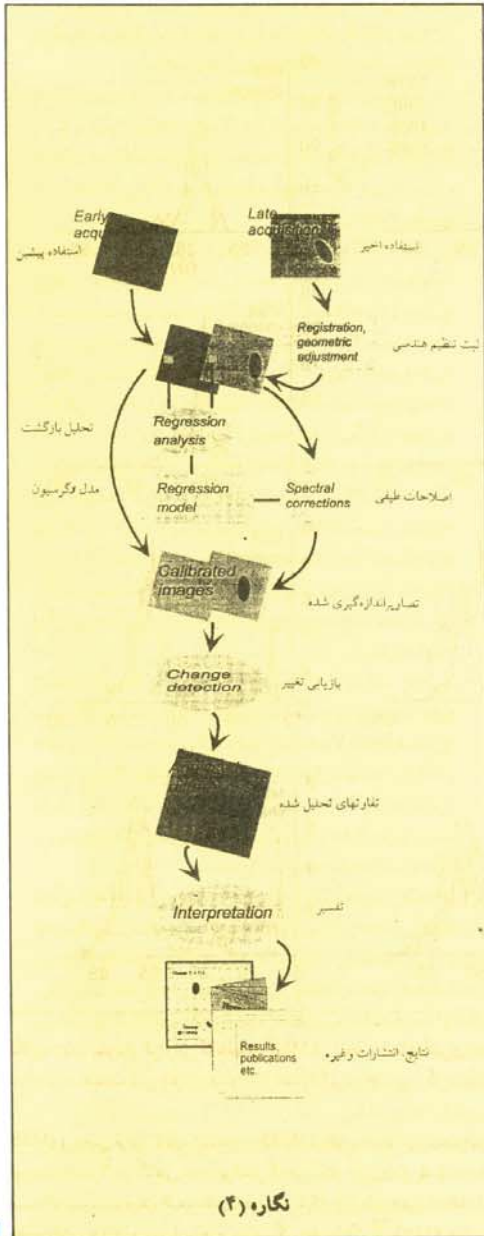 Early
acqu
Late
acquisition
استفاده پیشین
استفاده اخیر
Registration,
geometric
adjustment
ثبت تنظیم هندسی
Regression
analysis
تحلیل بازگشت
Regression
model
مدل وگرسیون
Spectral
corrections
اصلاحات طیفی
Calibrated
images
تصاویر اندازه‌گیری شده
Change
detection
بازیابی تغییر
تفارتهای تحلیل شده
Interpretation
تفسیر
Results,
publications
etc.
نتایج، انتشارات و غیره
نگاره (۴)